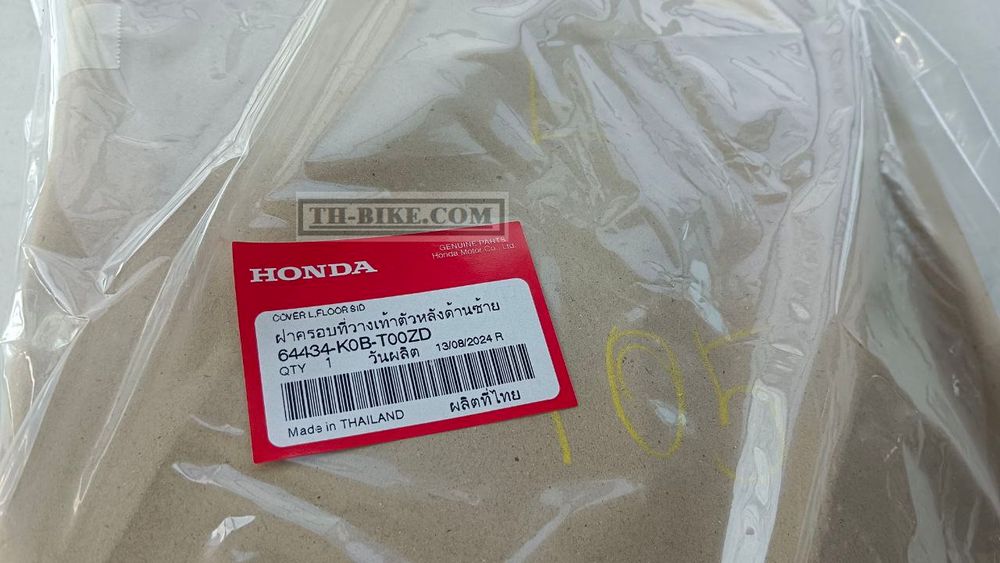 TH-BIKE.COM
GENUINE PARTS
Honda Motor Co., Ltd.
HONDA
COVER L,FLOOR SID
ฝาครอบที่วางเท้าตัวหลังด้านซ้าย
64434-K0B-T00ZD
QTY 1 วันผลิต 13/08/2024 R
Made in THAILAND ผลิตที่ไทย
105